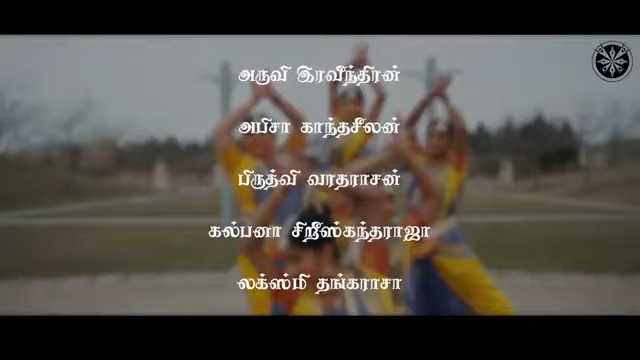 அருவி இரவீந்திரன்
அபிசா காந்தசீலன்
பிருத்வி வரதராசன்
கல்பனா சிறீஸ்கந்தராஜா
லக்ஸ்மி தங்கராசா